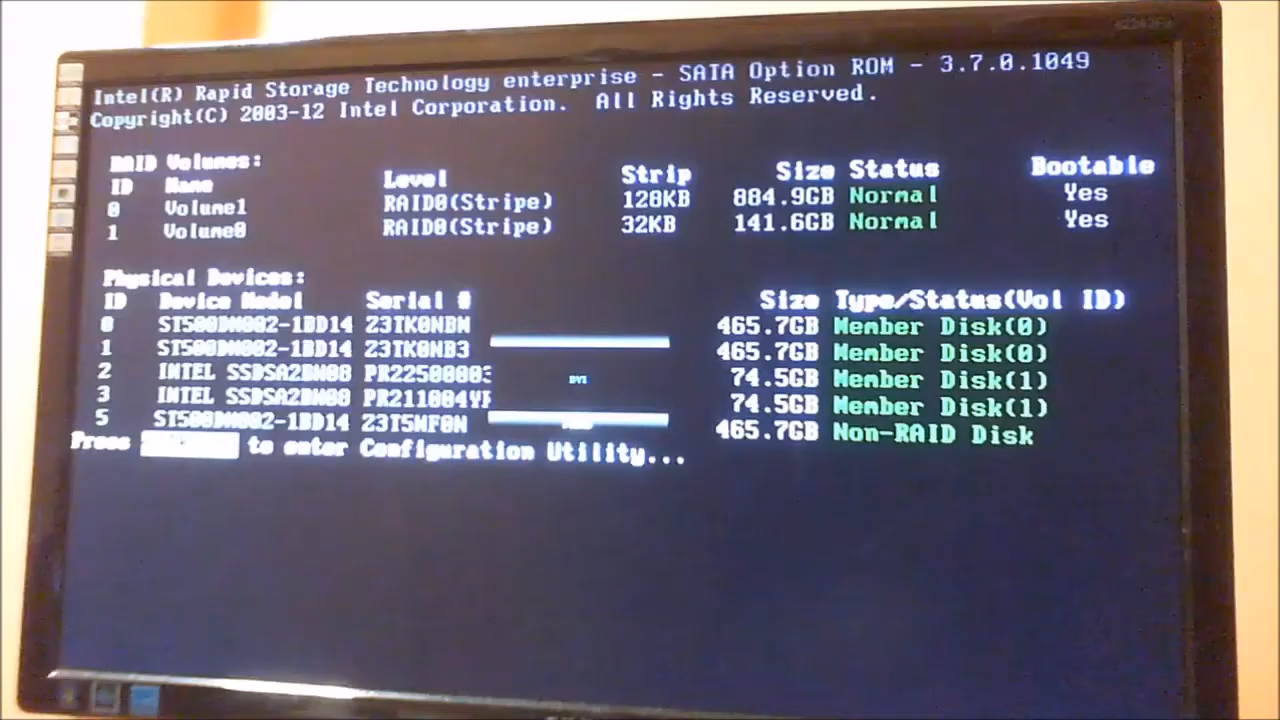 Intel(R) Rapid Storage Technology enterprise - SATA Option ROM - 3.7.0.1049
Copyright(C) 2003-12 Intel Corporation. All Rights Reserved.
RAID Volumes:
ID Name Level Strip Size Status Bootable
0 Volume1 RAID0(Stripe) 128KB 884.9GB Normal Yes
1 Volume0 RAID0(Stripe) 32KB 141.6GB Normal Yes
Physical Devices:
ID Device Model Serial # Size Type/Status(Vol ID)
0 ST500DM002-1BD14 Z3TK0NBM 465.7GB Member Disk(0)
1 ST500DM002-1BD14 Z3TK0NB3 465.7GB Member Disk(0)
2 INTEL SSDSA2BW08 74.5GB Member Disk(1)
DVI
3 INTEL SSDSA2BW08 74.5GB Member Disk(1)
5 ST500DM002-1BD14 Z3T5MF0N 465.7GB Non-RAID Disk
Press to enter Configuration Utility...